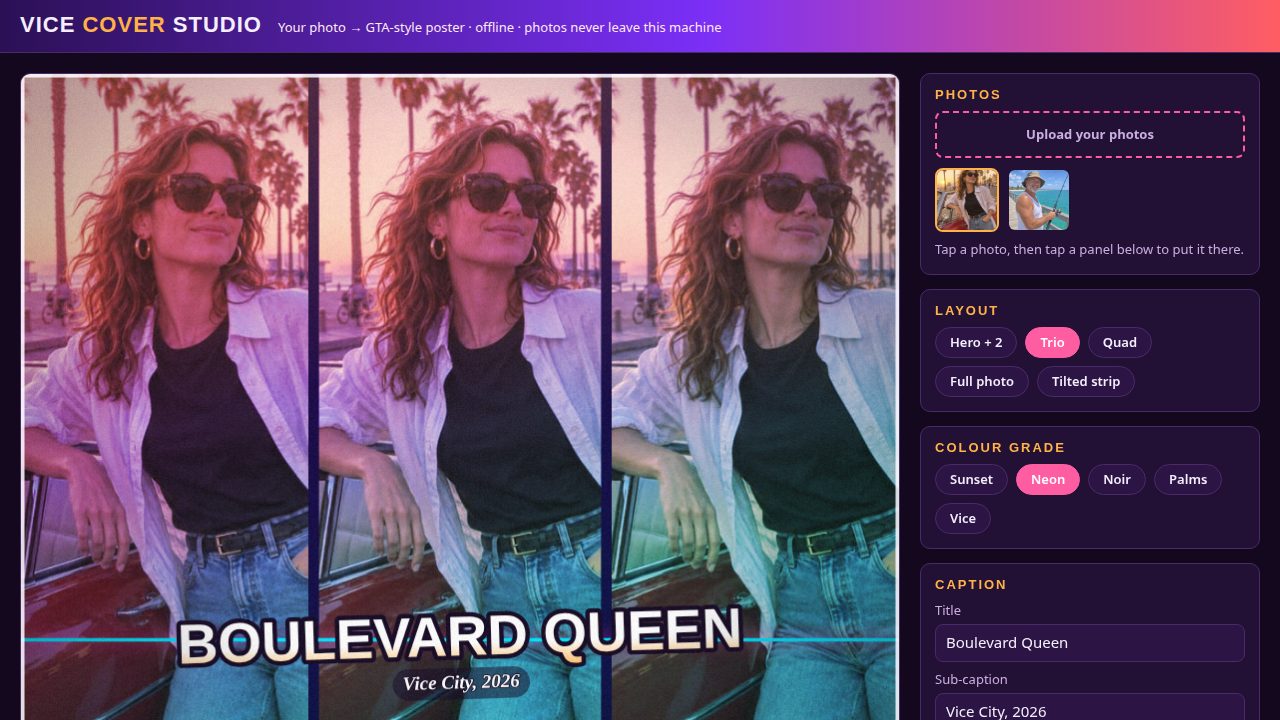 VICE COVER STUDIO
Your photo → GTA-style poster · offline · photos never leave this machine
BOULEVARD QUEEN
Vice City, 2026
PHOTOS
Upload your photos
Tap a photo, then tap a panel below to put it there.
LAYOUT
Hero + 2
Trio
Quad
Full photo
Tilted strip
COLOUR GRADE
Sunset
Neon
Noir
Palms
Vice
CAPTION
Title
Boulevard Queen
Sub-caption
Vice City, 2026